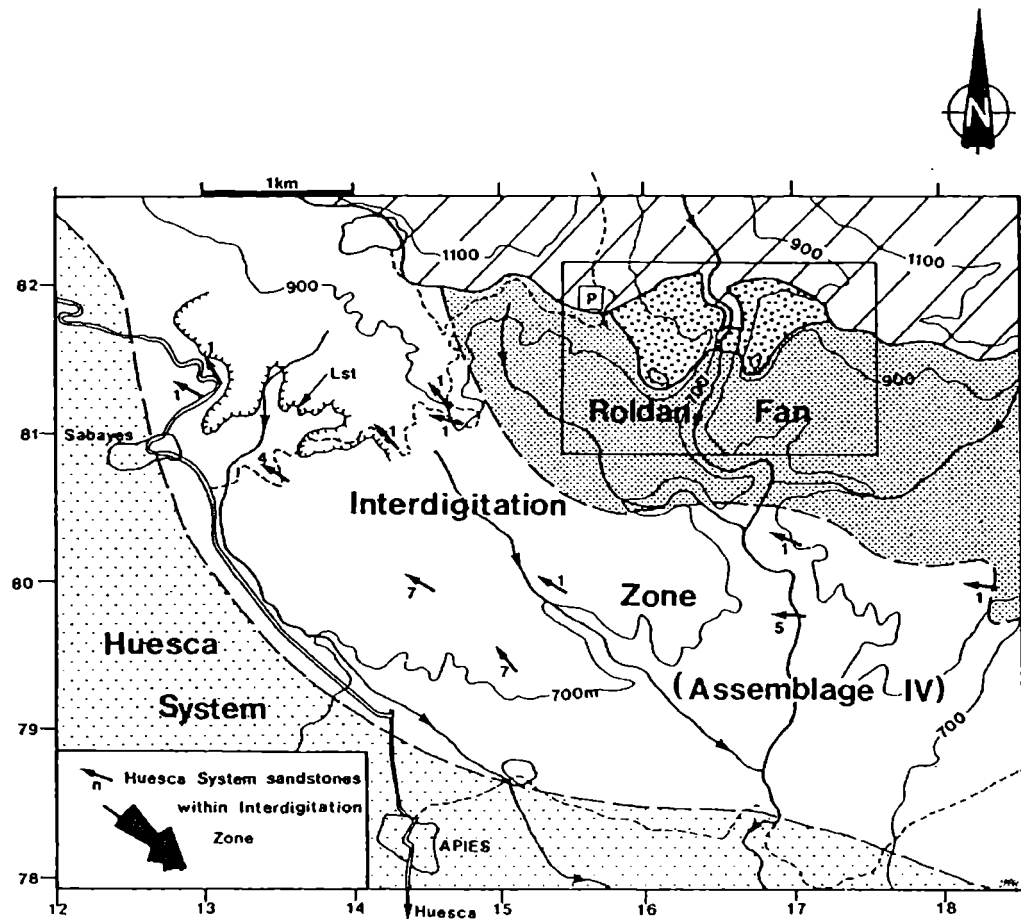 N
1km
12 13 14 15 16 17 18
82
81
80
79
78
1100
900
900
1100
P
900
700
Lst
Roldan Fan
Sabayes
1
1
1
1
1
4
Interdigitation
Zone
(Assemblage IV)
1
1
5
7
1
7
700m
700
Huesca
System
n Huesca System sandstones
within Interdigitation
Zone
APIES
Huesca